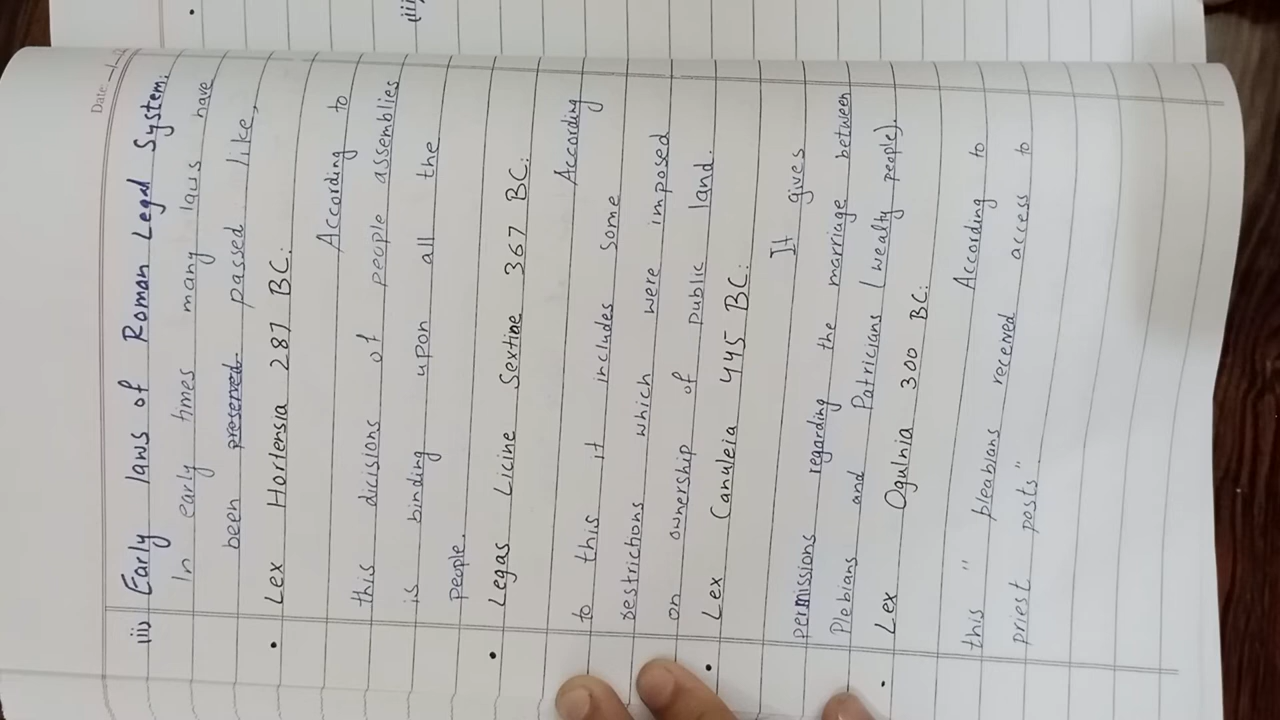 Date
(iii) Early laws of Roman Legal System:
In early times many laws have
been preserved passed like,
• Lex Hortensia 287 BC:
According to
this dicisions of people assemblies
is binding upon all the
people.
• Legas Licine Sextine 367 BC:
According
to this it includes some
restrictions which were imposed
on ownership of public land.
• Lex Canuleia 445 BC:
It gives
permissions regarding the marriage between
Plebians and Patricians (wealty people).
• Lex Ogulnia 300 BC:
According to
this " pleabians received access to
priest posts"
(iii)